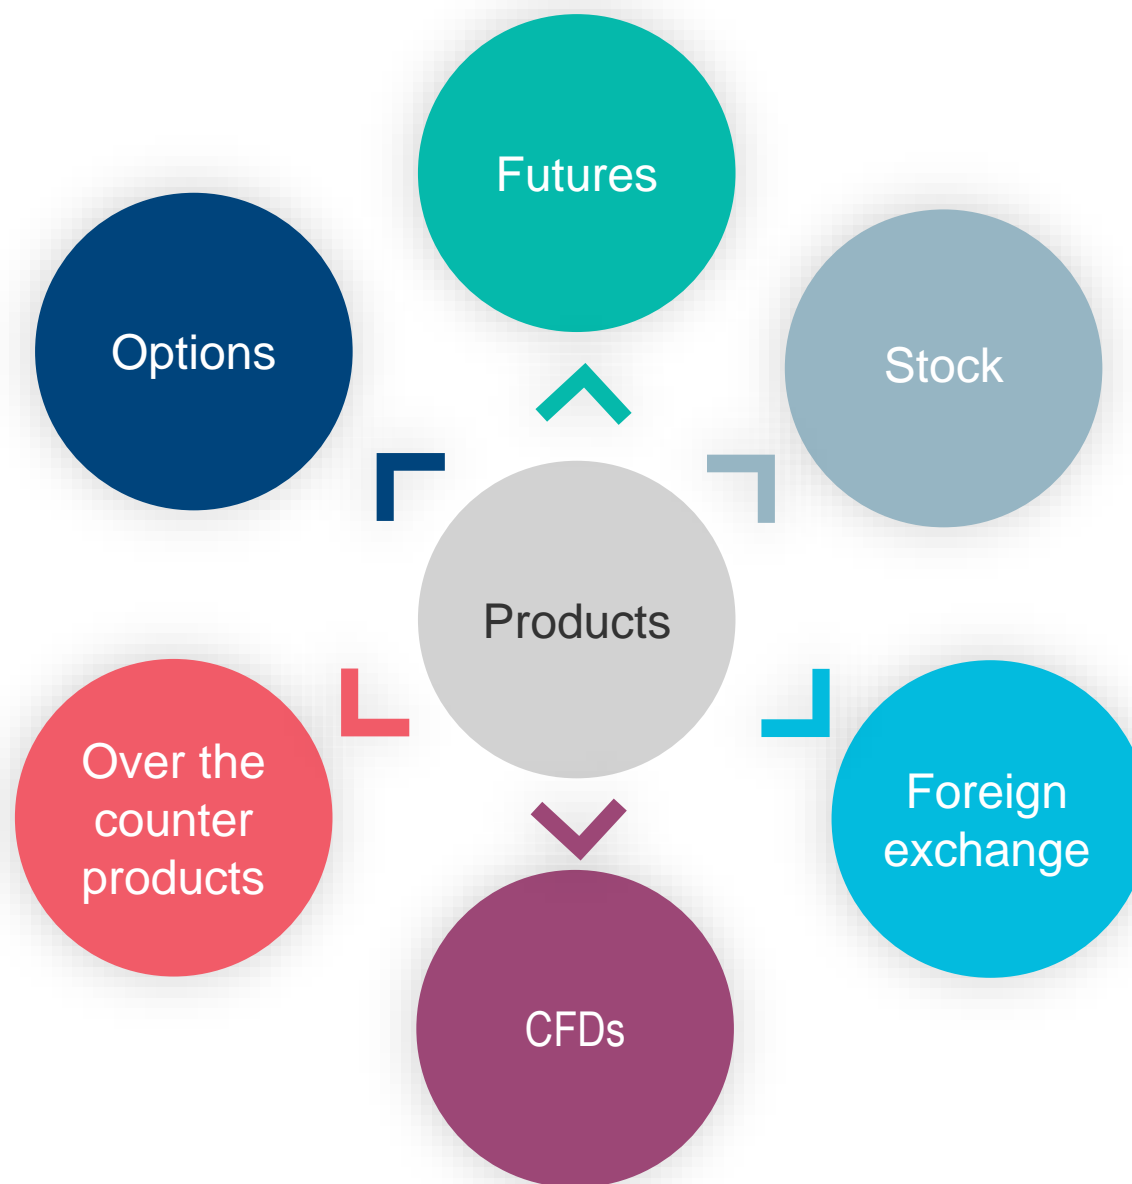 Futures
Options
Stock
Products
Over the
counter
products
Foreign
exchange
CFDs